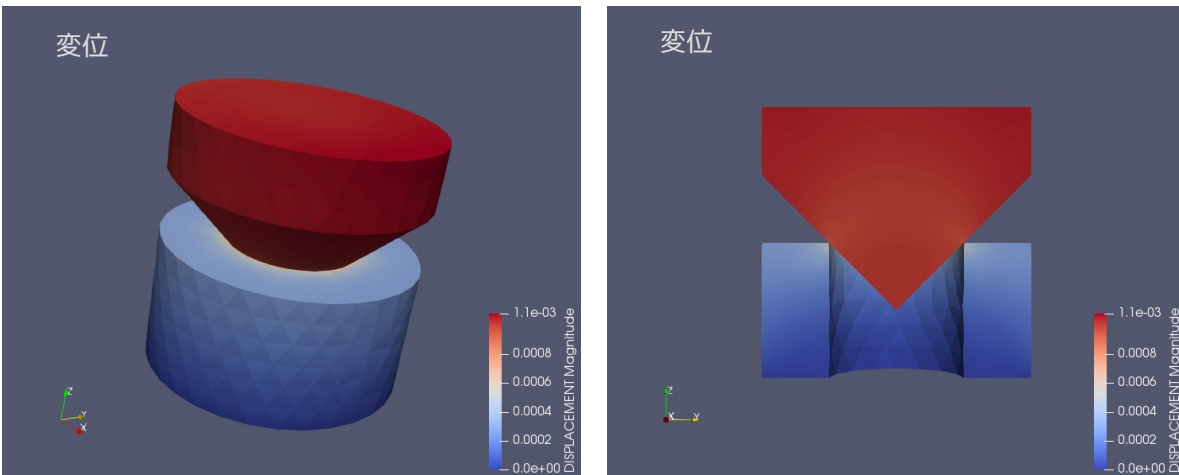 変位
1.1e-03
0.0008
0.0006
0.0004
0.0002
0.0e+00
DISPLACEMENT Magnitude
Z
Y
X
変位
1.1e-03
0.0008
0.0006
0.0004
0.0002
0.0e+00
DISPLACEMENT Magnitude
Z
X
Y